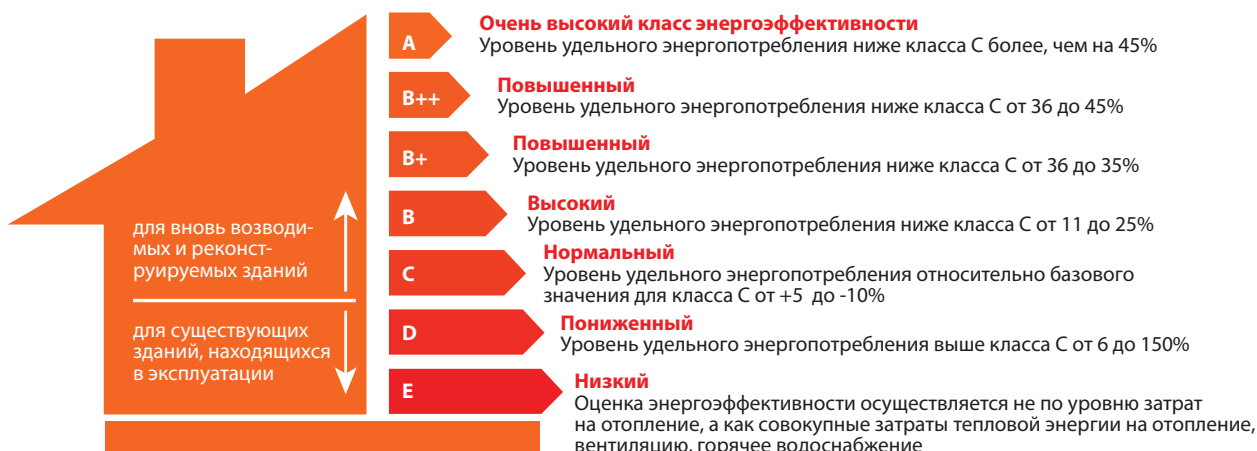 A
Очень высокий класс энергоэффективности
Уровень удельного энергопотребления ниже класса С более, чем на 45%
B++
Повышенный
Уровень удельного энергопотребления ниже класса С от 36 до 45%
B+
Повышенный
Уровень удельного энергопотребления ниже класса С от 36 до 35%
B
Высокий
Уровень удельного энергопотребления ниже класса С от 11 до 25%
C
Нормальный
Уровень удельного энергопотребления относительно базового
значения для класса С от +5 до -10%
D
Пониженный
Уровень удельного энергопотребления выше класса С от 6 до 150%
E
Низкий
Оценка энергоэффективности осуществляется не по уровню затрат
на отопление, а как совокупные затраты тепловой энергии на отопление,
вентиляцию, горячее водоснабжение
для вновь возводи-
мых и реконст-
руируемых зданий
для существующих
зданий, находящихся
в эксплуатации